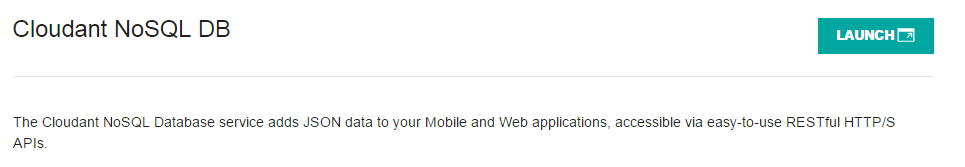 Cloudant NoSQL DB
LAUNCH
The Cloudant NoSQL Database service adds JSON data to your Mobile and Web applications, accessible via easy-to-use RESTful HTTP/S
APIs.